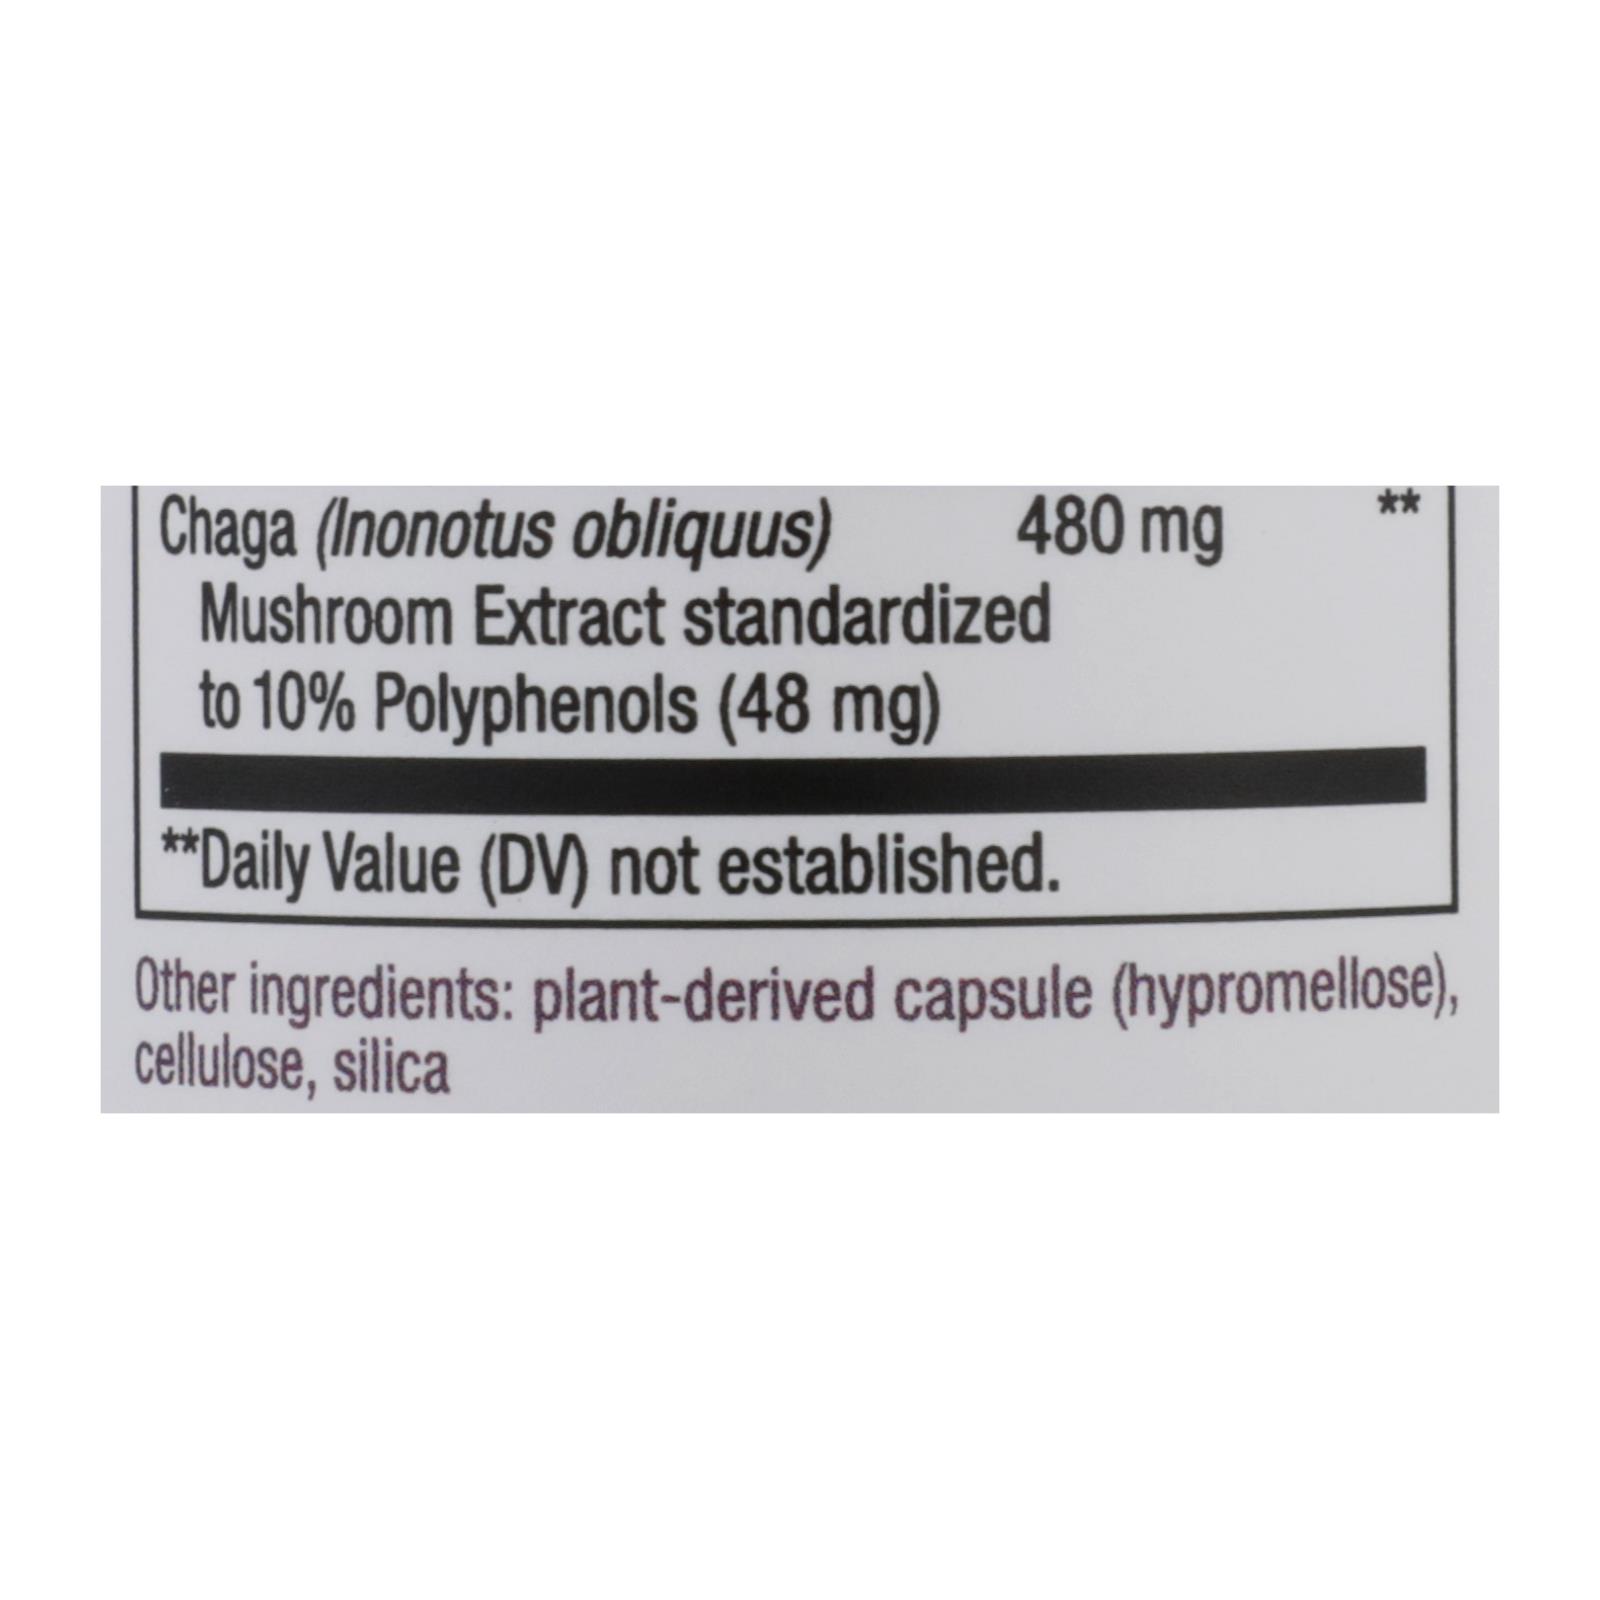 Chaga (Inonotus obliquus) 480 mg **
Mushroom Extract standardized
to 10% Polyphenols (48 mg)
**Daily Value (DV) not established.
Other ingredients: plant-derived capsule (hypromellose),
cellulose, silica